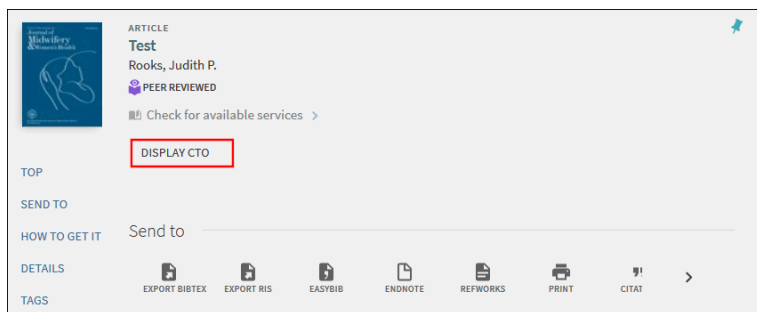 Journal of
Midwifery
& Women's Health
ARTICLE
Test
Rooks, Judith P.
PEER REVIEWED
Check for available services >
DISPLAY CTO
TOP
SEND TO
HOW TO GET IT
DETAILS
TAGS
Send to
EXPORT BIBTEX EXPORT RIS EASYBIB ENDNOTE REFWORKS PRINT CITAT